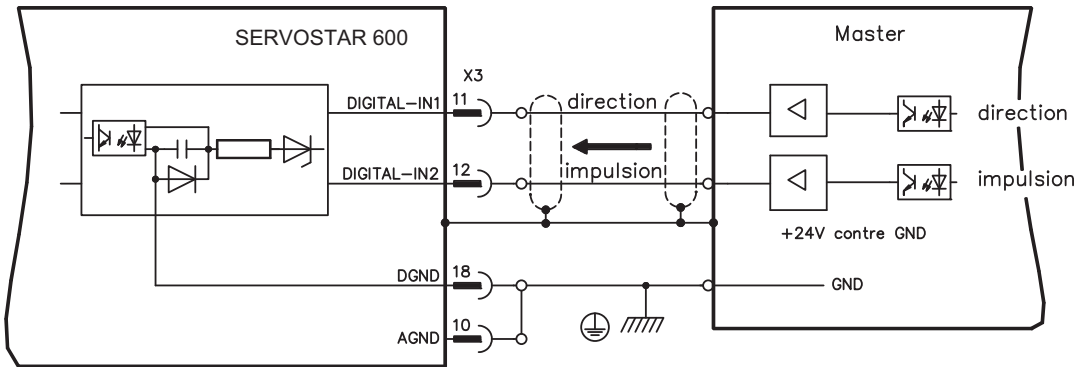 SERVOSTAR 600
Master
X3
DIGITAL-IN1
11
direction
direction
DIGITAL-IN2
12
impulsion
impulsion
+24V contre GND
DGND
18
GND
AGND
10